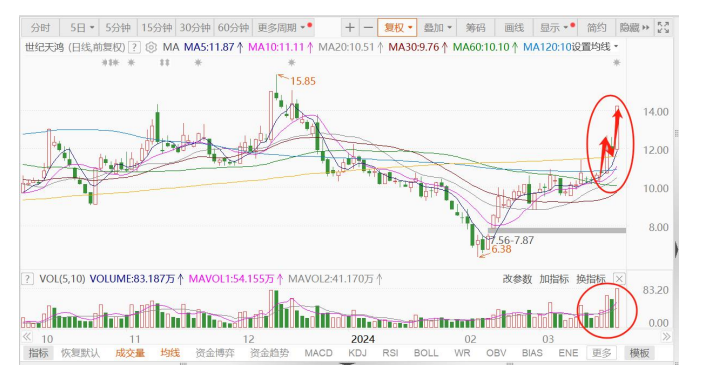 分时 5日 5分钟 15分钟 30分钟 60分钟 更多周期 + − 复权 叠加 筹码 画线 显示 简约 隐藏
世纪天鸿 (日线,前复权) ? MA MA5:11.87↑ MA10:11.11↑ MA20:10.51↑ MA30:9.76↑ MA60:10.10↑ MA120:10设置均线
15.85
14.00
12.00
10.00
8.00
7.56-7.87
6.38
? VOL(5,10) VOLUME:83.187万↑ MAVOL1:54.155万↑ MAVOL2:41.170万↑ 改参数 加指标 换指标 ×
83.20
0.00
10 11 12 2024 02 03
指标 恢复默认 成交量 均线 资金博弈 资金趋势 MACD KDJ RSI BOLL WR OBV BIAS ENE 更多 模板